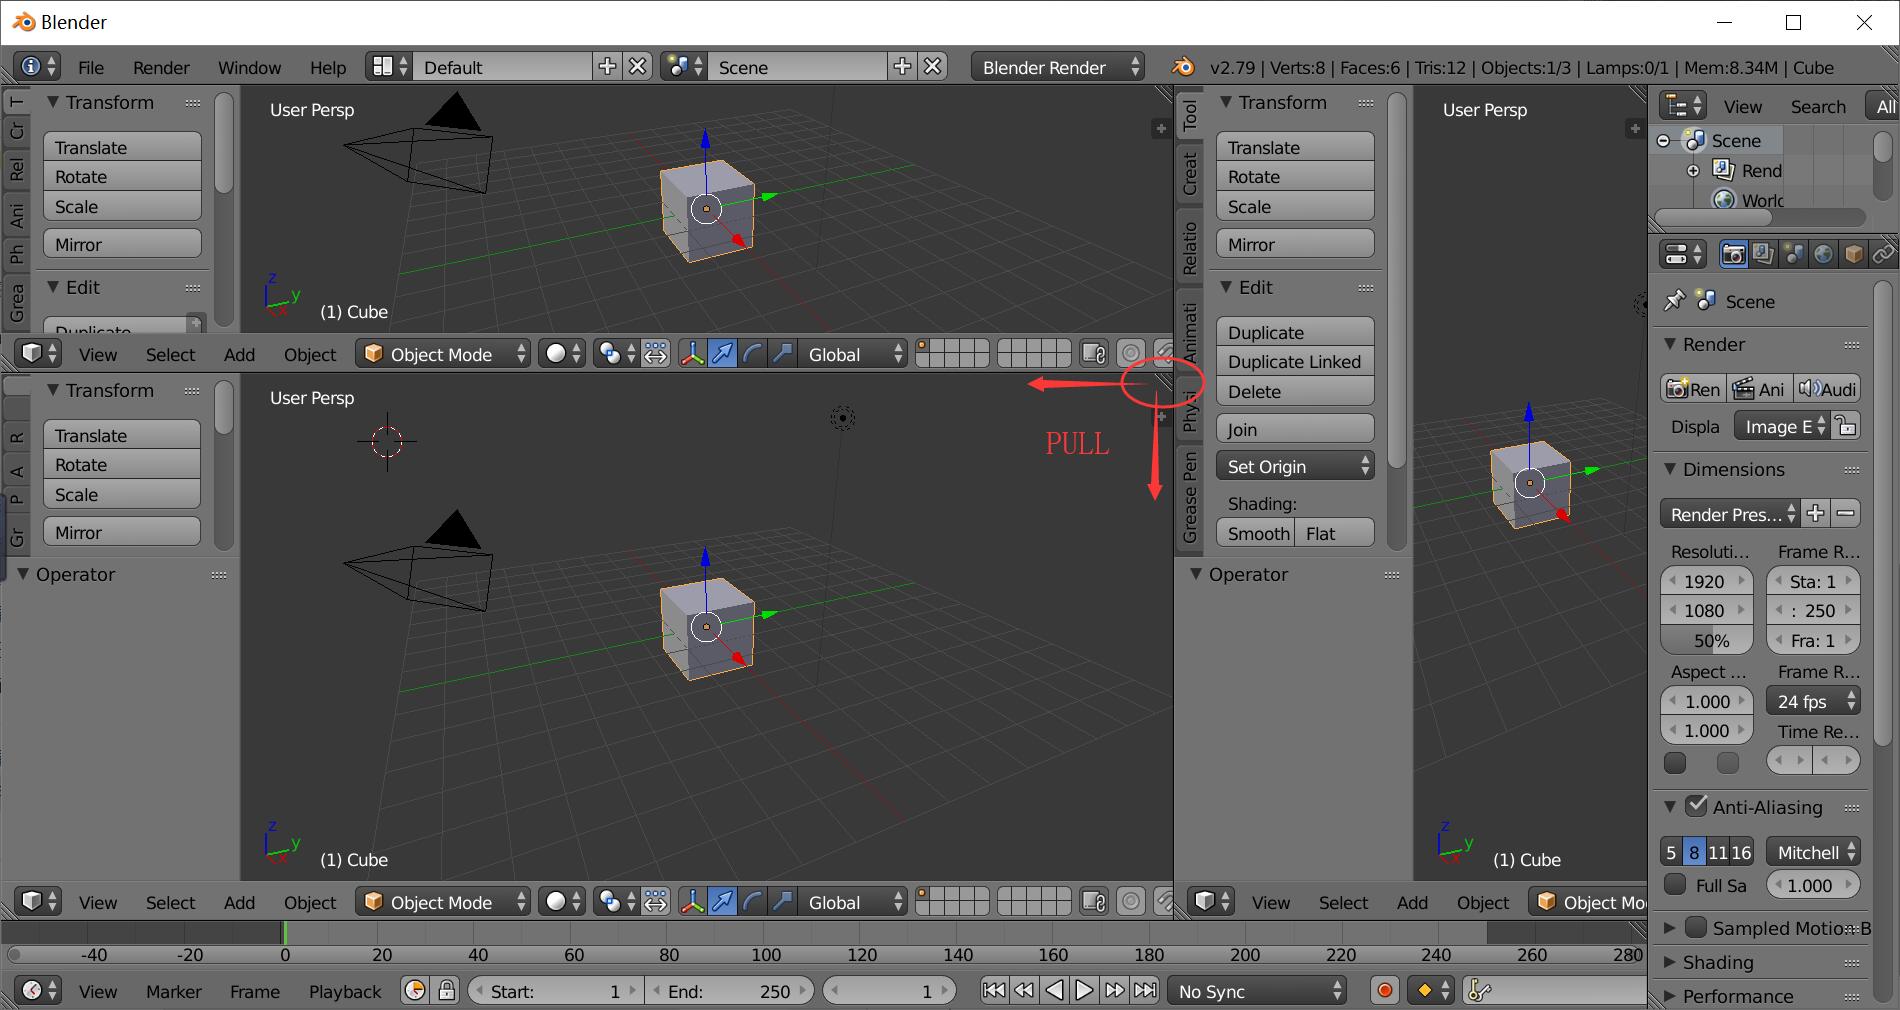 Blender
File Render Window Help Default Scene Blender Render v2.79 | Verts:8 | Faces:6 | Tris:12 | Objects:1/3 | Lamps:0/1 | Mem:8.34M | Cube
T
Cr
Rel
Ani
Ph
Grea
Transform
Translate
Rotate
Scale
Mirror
Edit
Duplicate
User Persp
z
y
x
(1) Cube
View Select Add Object Object Mode Global
R
A
P
Gr
Transform
Translate
Rotate
Scale
Mirror
Operator
User Persp
PULL
z
y
x
(1) Cube
View Select Add Object Object Mode Global
Tool
Creat
Relatio
Animati
Physi
Grease Pen
Transform
Translate
Rotate
Scale
Mirror
Edit
Duplicate
Duplicate Linked
Delete
Join
Set Origin
Shading:
Smooth Flat
Operator
User Persp
z
y
x
(1) Cube
View Select Add Object Object Mo
View Search All
Scene
Rend
World
Scene
Render
Ren Ani Audi
Displa Image E
Dimensions
Render Pres...
Resoluti... Frame R...
1920 Sta: 1
1080 : 250
50% Fra: 1
Aspect ... Frame R...
1.000 24 fps
1.000 Time Re...
Anti-Aliasing
5 8 11 16 Mitchell
Full Sa 1.000
Sampled Motion B
Shading
Performance
-40 -20 0 20 40 60 80 100 120 140 160 180 200 220 240 260 280
View Marker Frame Playback Start: 1 End: 250 1 No Sync